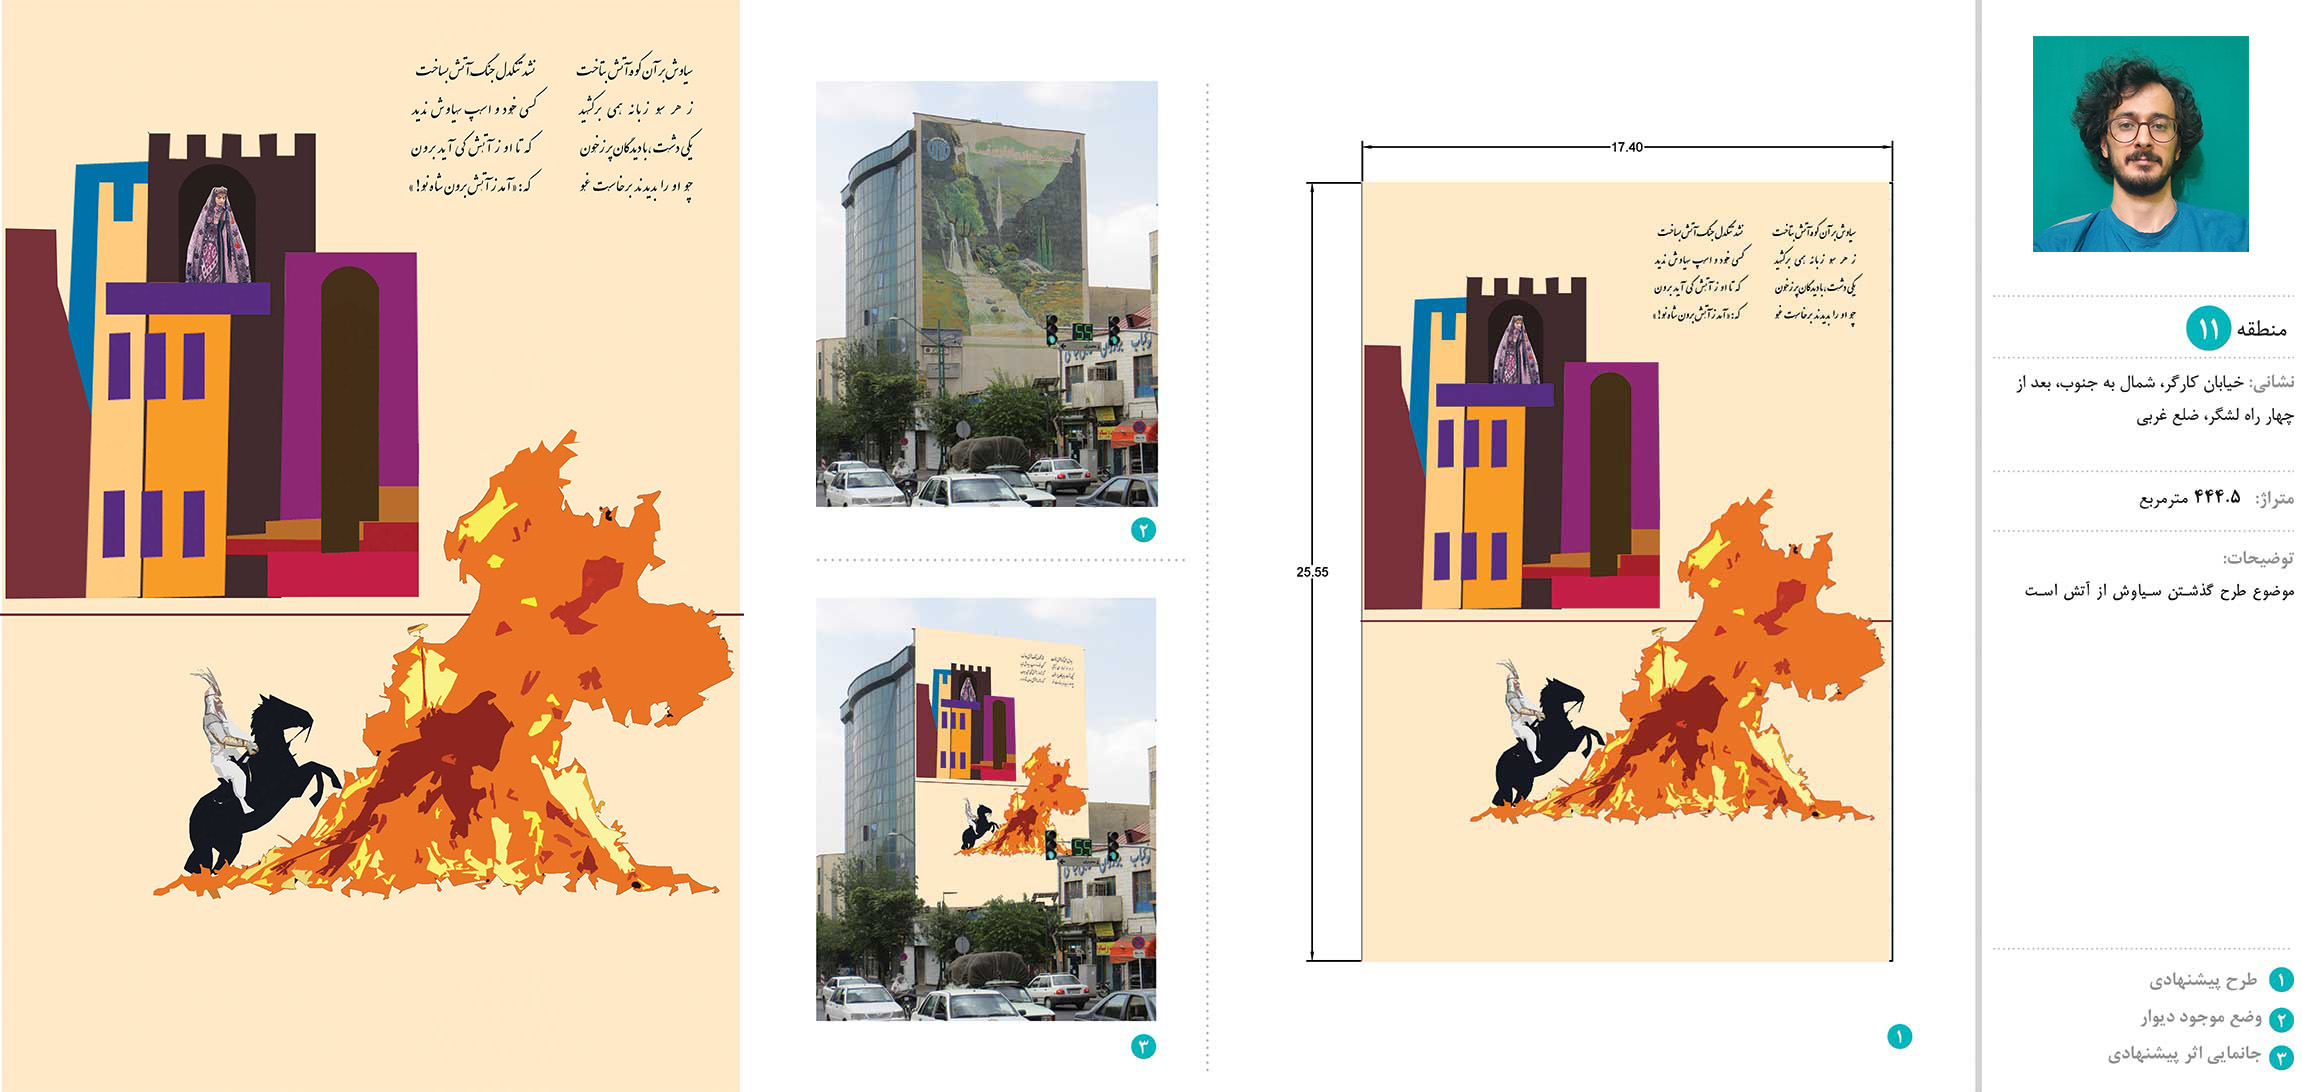 سیاوش بر آن کوه آتش بتاخت نشد تنگدل جنگ آتش بساخت
ز هر سو زبانه همی برکشید کسی خود و اسپ سیاوش ندید
یکی دشت، با دیدگان پر ز خون که تا او ز آتش کی آید برون
چو او را بدیدند برخاست غو که: «آمد ز آتش برون شاه نو!»
55
۲
55
۳
17.40
25.55
سیاوش بر آن کوه آتش بتاخت نشد تنگدل جنگ آتش بساخت
ز هر سو زبانه همی برکشید کسی خود و اسپ سیاوش ندید
یکی دشت، با دیدگان پر ز خون که تا او ز آتش کی آید برون
چو او را بدیدند برخاست غو که: «آمد ز آتش برون شاه نو!»
۱
منطقه ۱۱
نشانی: خیابان کارگر، شمال به جنوب، بعد از
چهار راه لشگر، ضلع غربی
متراژ: ۴۴۴.۵ مترمربع
توضیحات:
موضوع طرح گذشتن سیاوش از آتش است
۱ طرح پیشنهادی
۲ وضع موجود دیوار
۳ جانمایی اثر پیشنهادی